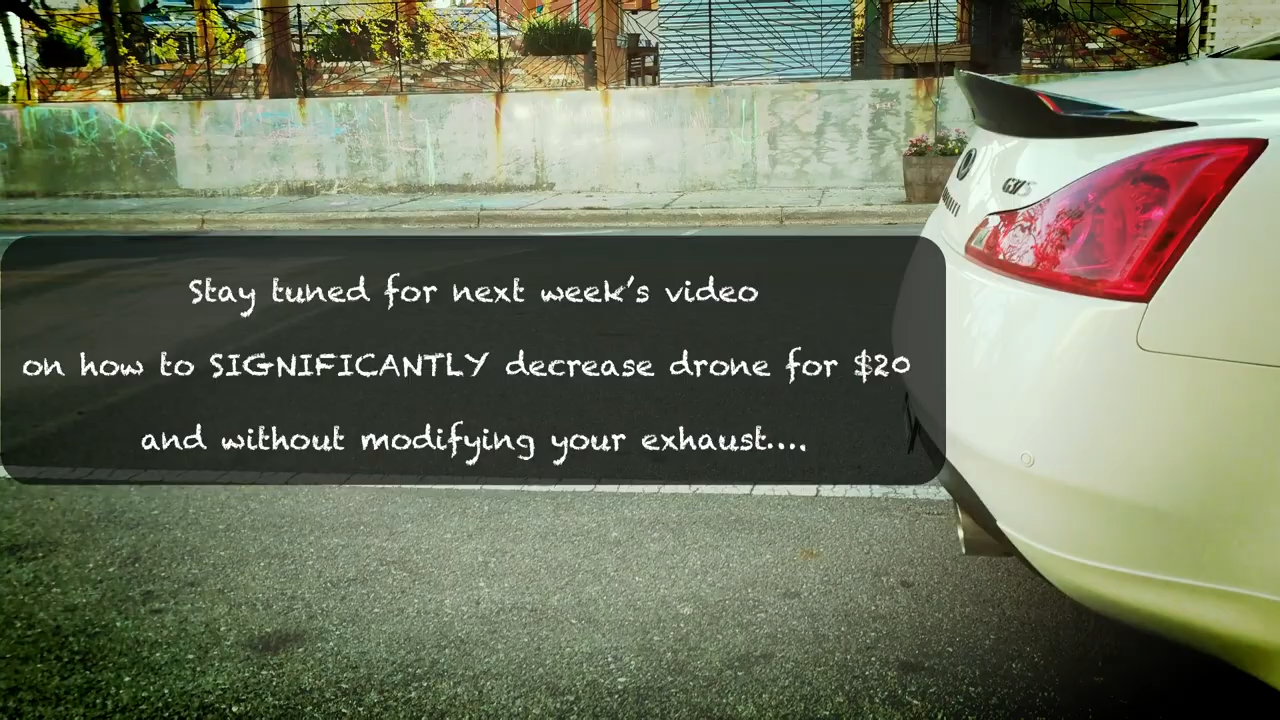 Stay tuned for next week's video
on how to SIGNIFICANTLY decrease drone for $20
and without modifying your exhaust....